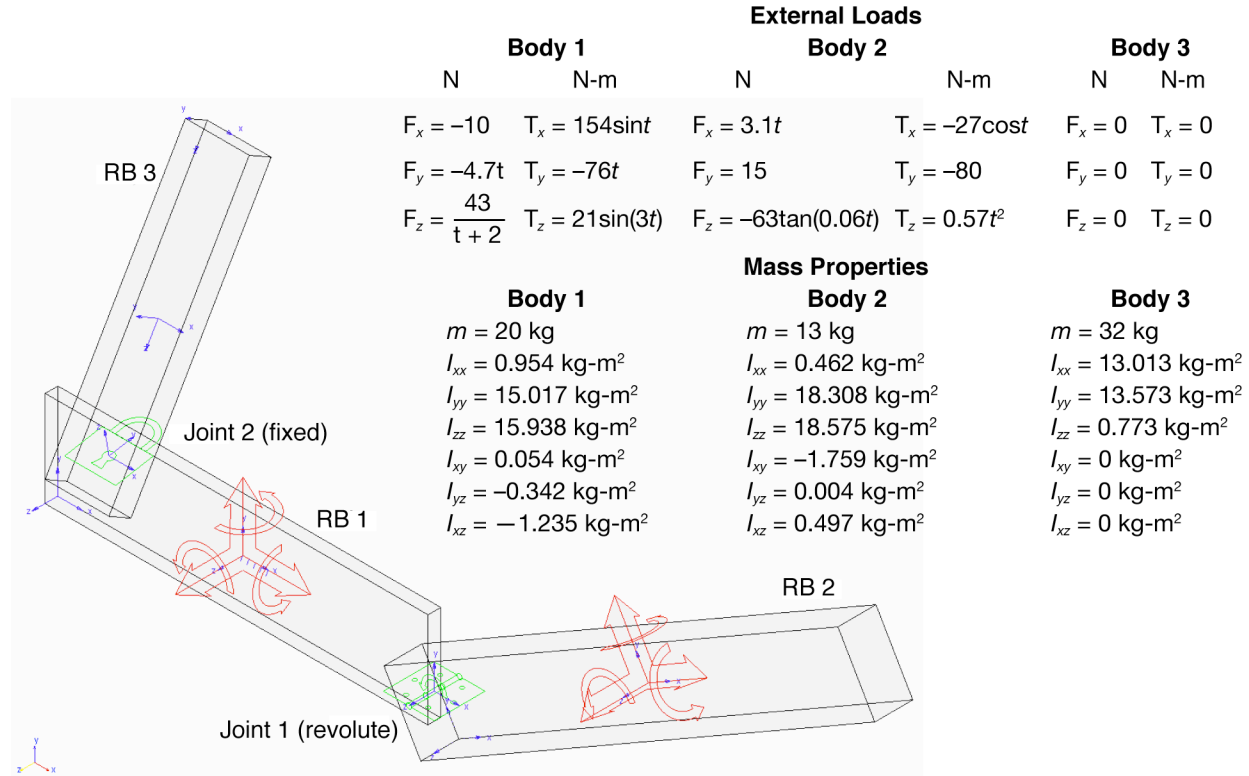 External Loads
Body 1 Body 2 Body 3
N N-m N N-m N N-m
Fx = –10 Tx = 154sint Fx = 3.1t Tx = –27cost Fx = 0 Tx = 0
Fy = –4.7t Ty = –76t Fy = 15 Ty = –80 Fy = 0 Ty = 0
Fz = 43/(t + 2) Tz = 21sin(3t) Fz = –63tan(0.06t) Tz = 0.57t² Fz = 0 Tz = 0
Mass Properties
Body 1 Body 2 Body 3
m = 20 kg m = 13 kg m = 32 kg
Ixx = 0.954 kg-m² Ixx = 0.462 kg-m² Ixx = 13.013 kg-m²
Iyy = 15.017 kg-m² Iyy = 18.308 kg-m² Iyy = 13.573 kg-m²
Izz = 15.938 kg-m² Izz = 18.575 kg-m² Izz = 0.773 kg-m²
Ixy = 0.054 kg-m² Ixy = –1.759 kg-m² Ixy = 0 kg-m²
Iyz = –0.342 kg-m² Iyz = 0.004 kg-m² Iyz = 0 kg-m²
Ixz = —1.235 kg-m² Ixz = 0.497 kg-m² Ixz = 0 kg-m²
y
x
z
RB 3
y
x
z
Joint 2 (fixed)
y
x
y
z
x
RB 1
y
z
x
RB 2
y
x
y
x
Joint 1 (revolute)
x
y
z
x